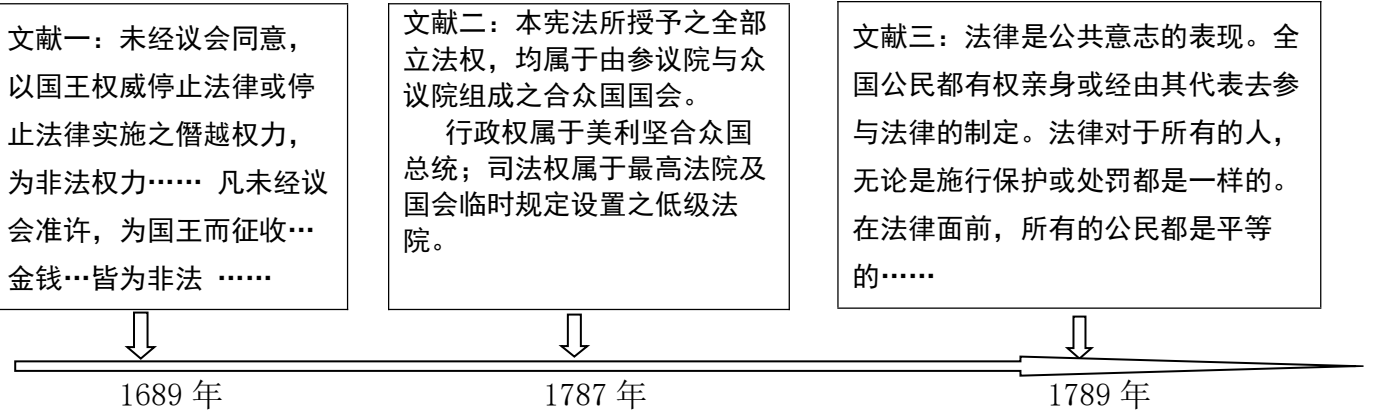 文献一：未经议会同意，
以国王权威停止法律或停
止法律实施之僭越权力，
为非法权力…… 凡未经议
会准许，为国王而征收…
金钱…皆为非法 ……
文献二：本宪法所授予之全部
立法权，均属于由参议院与众
议院组成之合众国国会。
行政权属于美利坚合众国
总统；司法权属于最高法院及
国会临时规定设置之低级法
院。
文献三：法律是公共意志的表现。全
国公民都有权亲身或经由其代表去参
与法律的制定。法律对于所有的人，
无论是施行保护或处罚都是一样的。
在法律面前，所有的公民都是平等
的……
1689 年
1787 年
1789 年